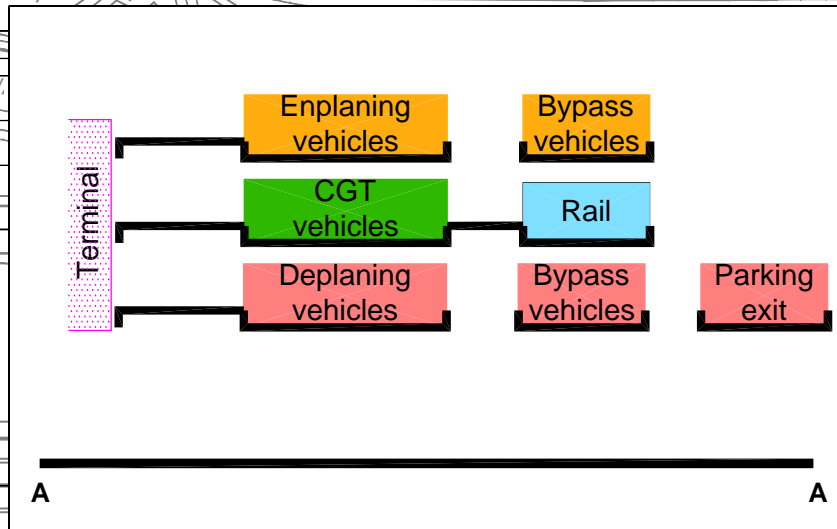 Enplaning
vehicles
Bypass
vehicles
Terminal
CGT
vehicles
Rail
Deplaning
vehicles
Bypass
vehicles
Parking
exit
A
A